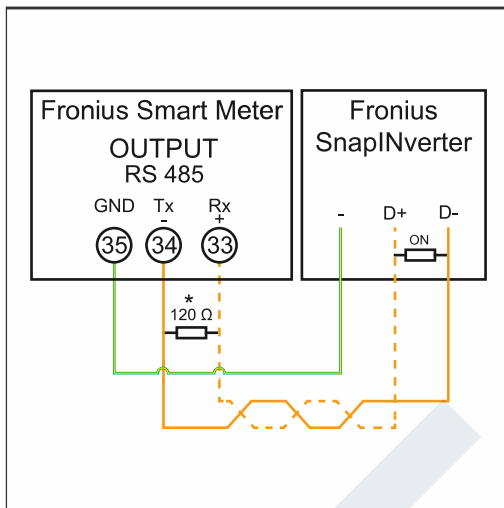 Fronius Smart Meter
OUTPUT
RS 485
GND Tx Rx
- +
35 34 33
* 
120 Ω
Fronius
SnapINverter
- D+ D-
ON